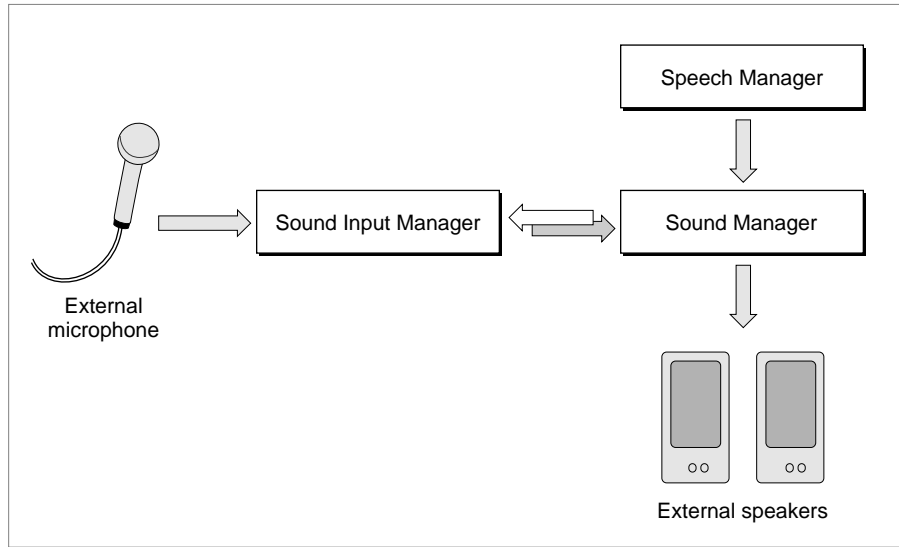 Speech Manager
Sound Input Manager
Sound Manager
External
microphone
External speakers